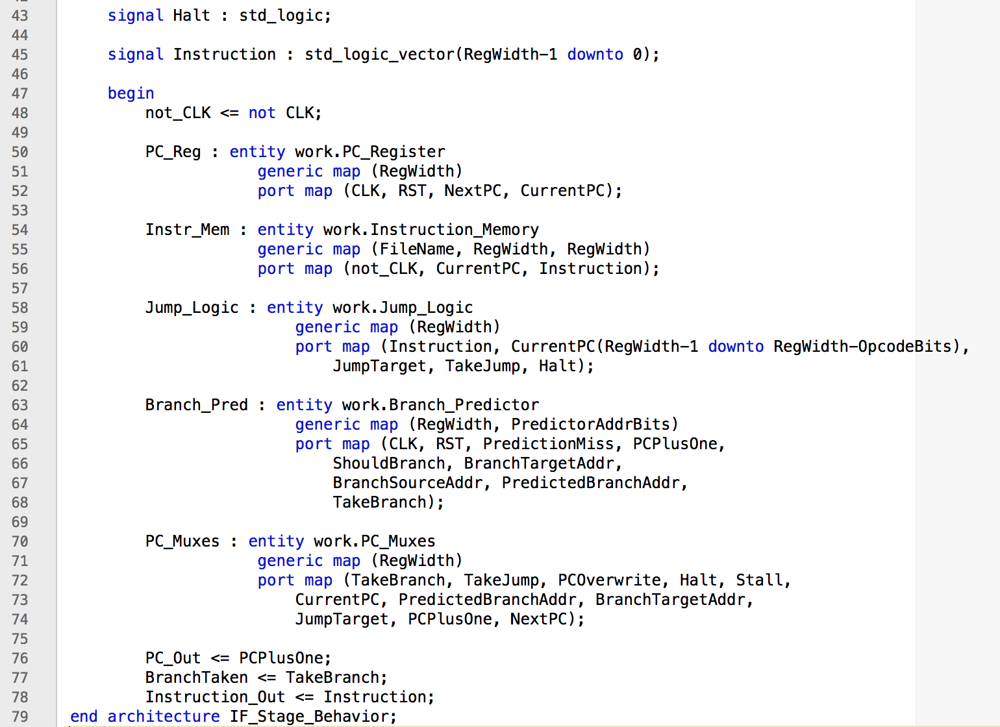 43 signal Halt : std_logic;
44
45 signal Instruction : std_logic_vector(RegWidth-1 downto 0);
46
47 begin
48 not_CLK <= not CLK;
49
50 PC_Reg : entity work.PC_Register
51 generic map (RegWidth)
52 port map (CLK, RST, NextPC, CurrentPC);
53
54 Instr_Mem : entity work.Instruction_Memory
55 generic map (FileName, RegWidth, RegWidth)
56 port map (not_CLK, CurrentPC, Instruction);
57
58 Jump_Logic : entity work.Jump_Logic
59 generic map (RegWidth)
60 port map (Instruction, CurrentPC(RegWidth-1 downto RegWidth-OpcodeBits),
61 JumpTarget, TakeJump, Halt);
62
63 Branch_Pred : entity work.Branch_Predictor
64 generic map (RegWidth, PredictorAddrBits)
65 port map (CLK, RST, PredictionMiss, PCPlusOne,
66 ShouldBranch, BranchTargetAddr,
67 BranchSourceAddr, PredictedBranchAddr,
68 TakeBranch);
69
70 PC_Muxes : entity work.PC_Muxes
71 generic map (RegWidth)
72 port map (TakeBranch, TakeJump, PCOverwrite, Halt, Stall,
73 CurrentPC, PredictedBranchAddr, BranchTargetAddr,
74 JumpTarget, PCPlusOne, NextPC);
75
76 PC_Out <= PCPlusOne;
77 BranchTaken <= TakeBranch;
78 Instruction_Out <= Instruction;
79 end architecture IF_Stage_Behavior;